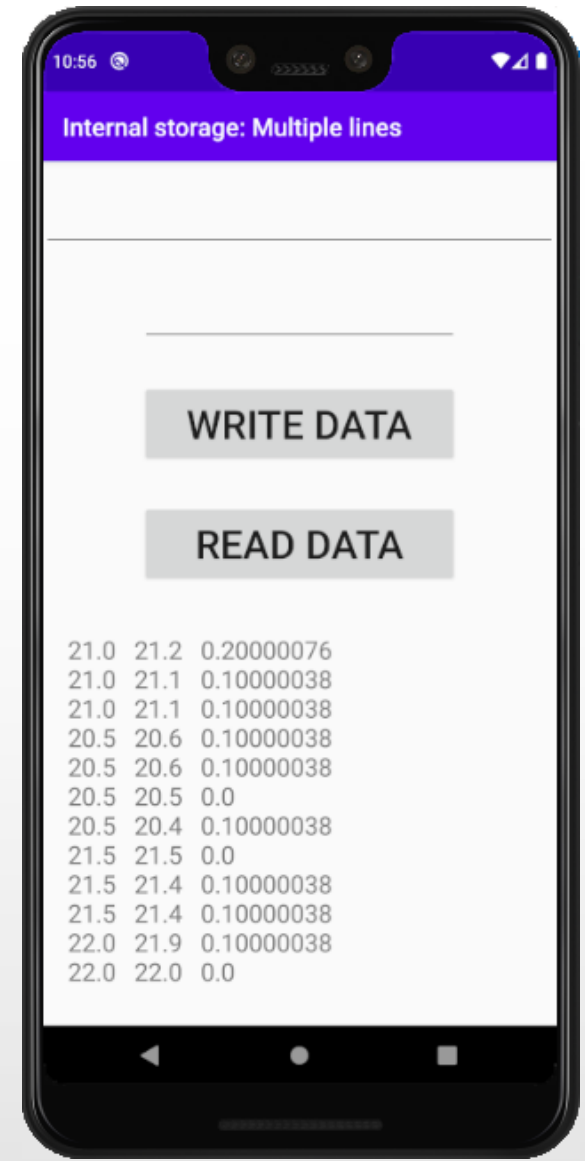 10:56
Internal storage: Multiple lines
WRITE DATA
READ DATA
21.0 21.2 0.20000076
21.0 21.1 0.10000038
21.0 21.1 0.10000038
20.5 20.6 0.10000038
20.5 20.6 0.10000038
20.5 20.5 0.0
20.5 20.4 0.10000038
21.5 21.5 0.0
21.5 21.4 0.10000038
21.5 21.4 0.10000038
22.0 21.9 0.10000038
22.0 22.0 0.0